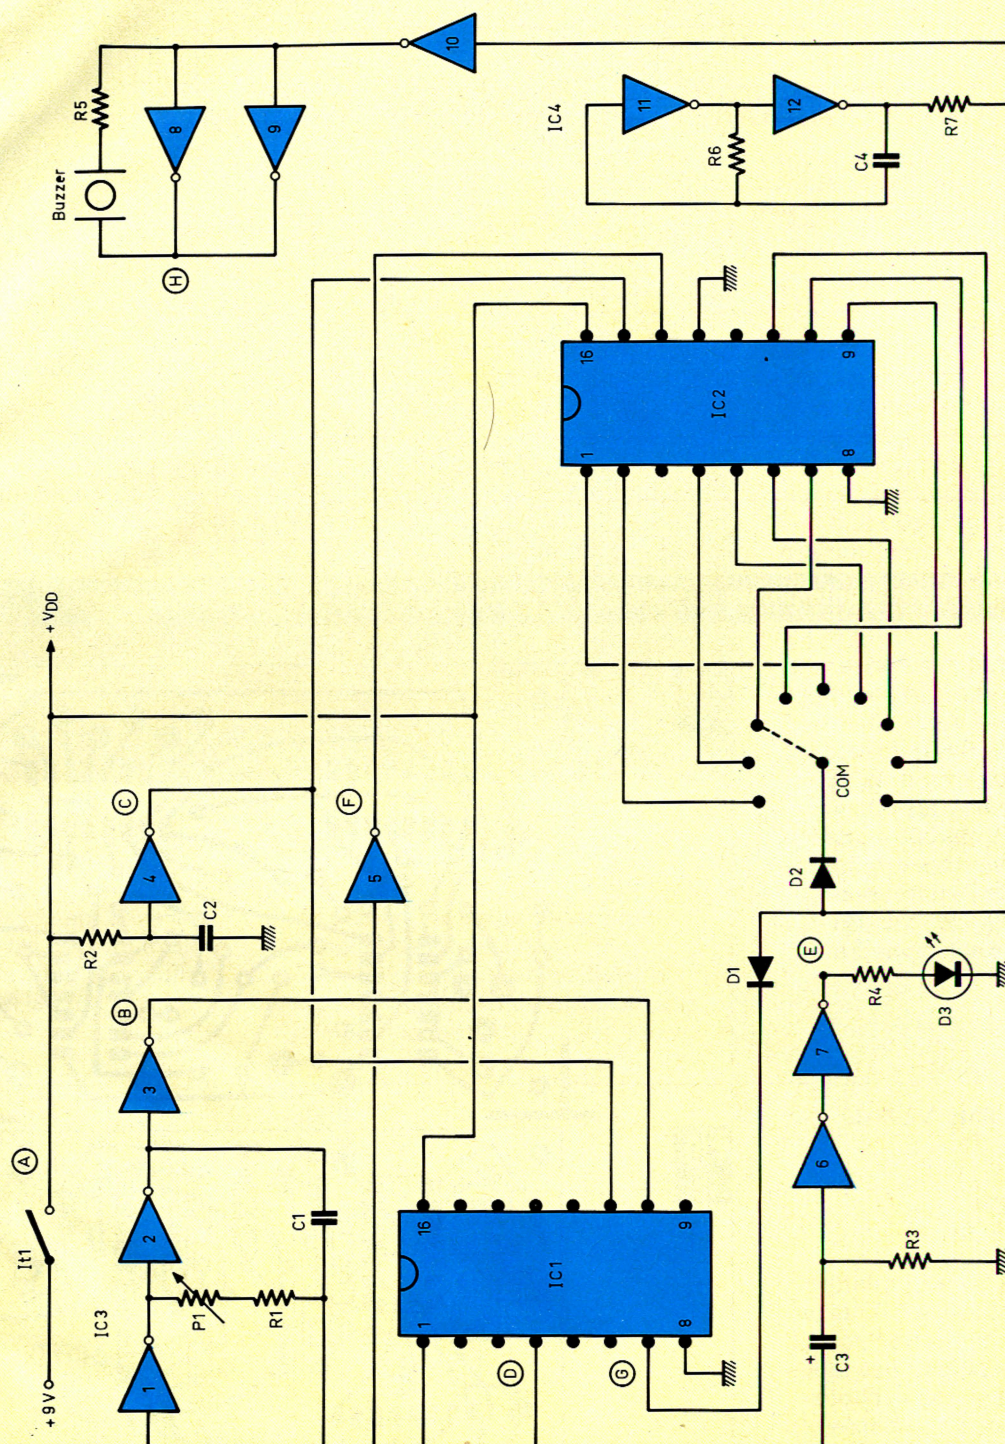 Buzzer
R5
8
9
10
H
IC4
11
12
R6
C4
R7
+ VDD
A
It1
+9V
IC3
1
2
3
4
5
P1
R1
C1
R2
C2
B
C
F
16
9
1
8
IC2
COM
D2
D1
E
R4
D3
6
7
R3
+
C3
16
9
1
8
IC1
D
G